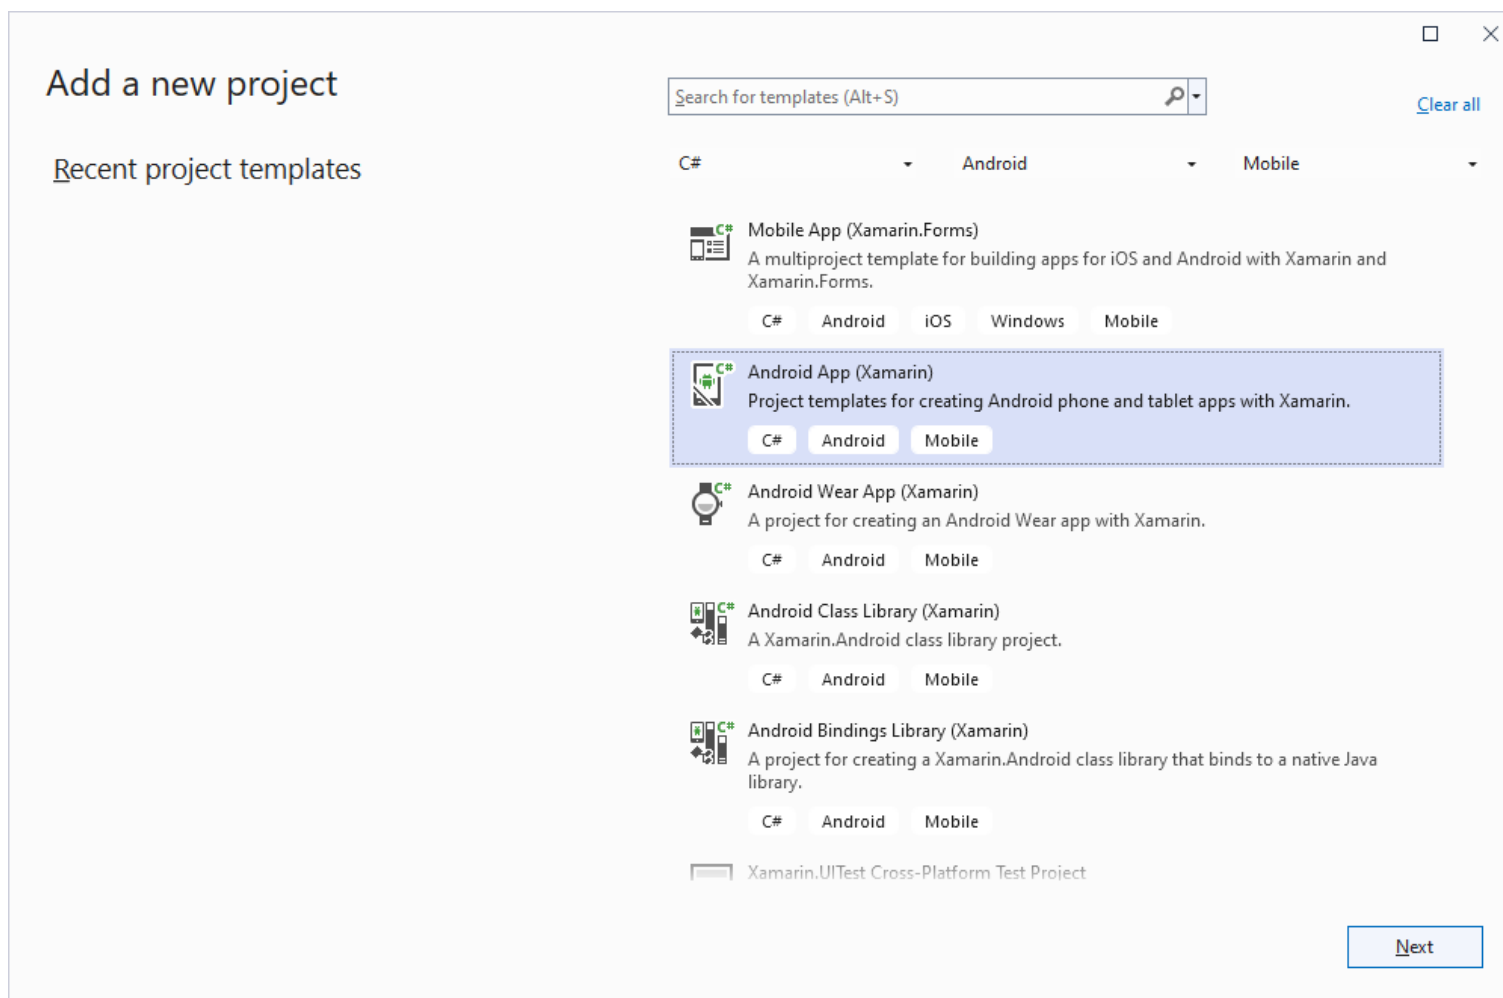 Add a new project
Search for templates (Alt+S)
Clear all
Recent project templates
C#
Android
Mobile
C#
Mobile App (Xamarin.Forms)
A multiproject template for building apps for iOS and Android with Xamarin and
Xamarin.Forms.
C# Android iOS Windows Mobile
C#
Android App (Xamarin)
Project templates for creating Android phone and tablet apps with Xamarin.
C# Android Mobile
C#
Android Wear App (Xamarin)
A project for creating an Android Wear app with Xamarin.
C# Android Mobile
C#
Android Class Library (Xamarin)
A Xamarin.Android class library project.
C# Android Mobile
C#
Android Bindings Library (Xamarin)
A project for creating a Xamarin.Android class library that binds to a native Java
library.
C# Android Mobile
Xamarin.UITest Cross-Platform Test Project
Next